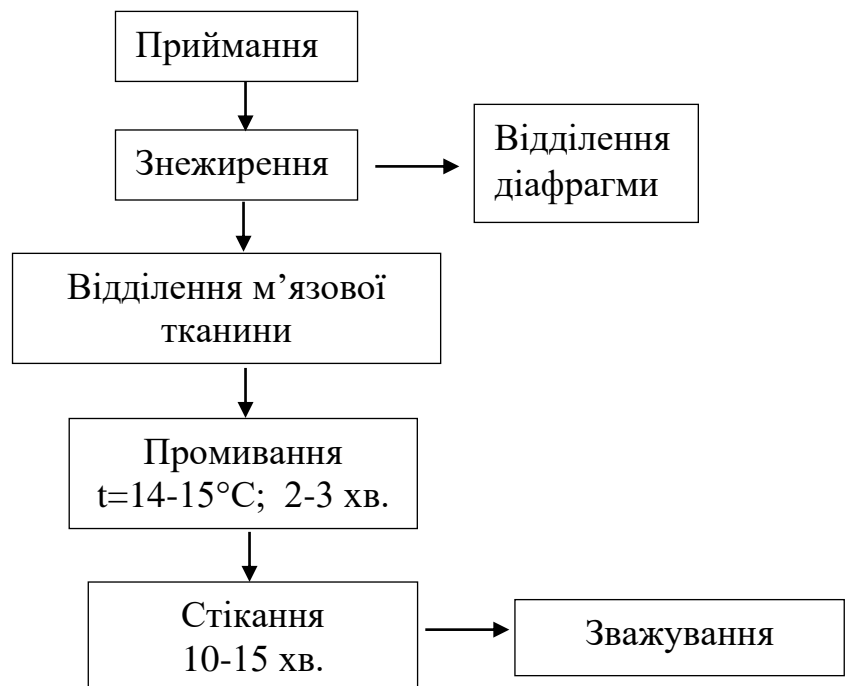 Приймання
Знежирення
Відділення
діафрагми
Відділення м’язової
тканини
Промивання
t=14-15°C; 2-3 хв.
Стікання
10-15 хв.
Зважування